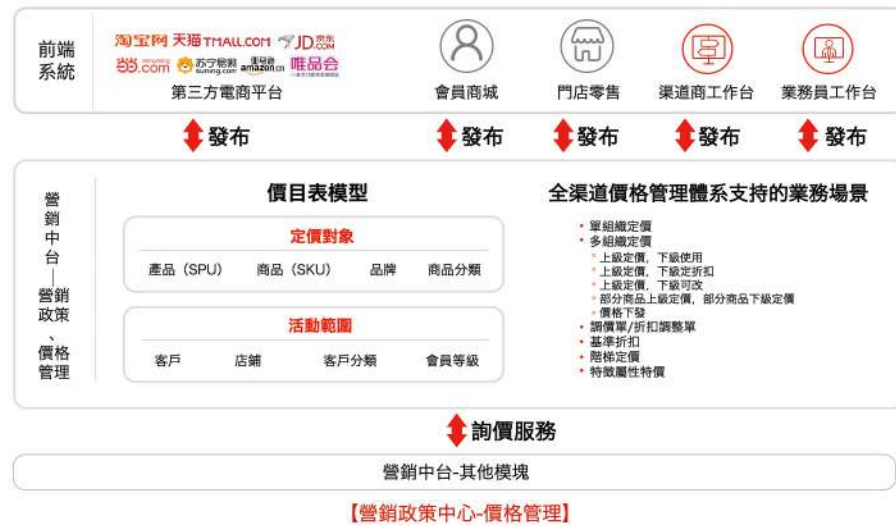 前端
系統
淘宝网 天猫 TMALL.COM JD.COM 京东
当当.com 苏宁易购 suning.com 亚马逊 amazon.cn 唯品会
第三方電商平台
會員商城
門店零售
渠道商工作台
業務員工作台
發布
發布
發布
發布
發布
營銷中台—營銷政策、價格管理
價目表模型
定價對象
產品（SPU） 商品（SKU） 品牌 商品分類
活動範圍
客戶 店鋪 客戶分類 會員等級
全渠道價格管理體系支持的業務場景
• 單組織定價
• 多組織定價
上級定價，下級使用
上級定價，下級定折扣
上級定價，下級可改
部分商品上級定價，部分商品下級定價
價格下發
• 調價單/折扣調整單
• 基準折扣
• 階梯定價
• 特徵屬性特價
詢價服務
營銷中台-其他模塊
【營銷政策中心-價格管理】